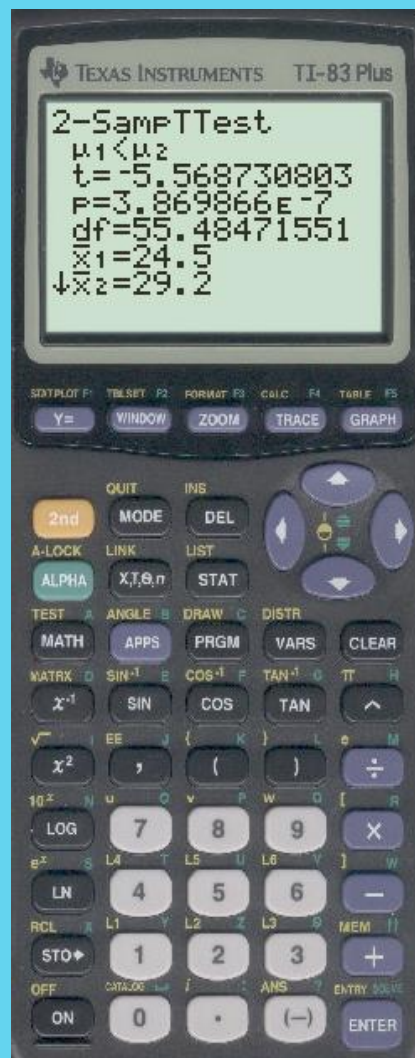 TEXAS INSTRUMENTS TI-83 Plus
2-SampTTest
μ1<μ2
t=-5.568730803
p=3.869866E-7
df=55.48471551
x̄1=24.5
↓x̄2=29.2
STAT PLOT F1 TBLSET F2 FORMAT F3 CALC F4 TABLE F5
Y= WINDOW ZOOM TRACE GRAPH
QUIT INS
2nd MODE DEL
A-LOCK LINK LIST
ALPHA X,T,Θ,n STAT
TEST A ANGLE B DRAW C DISTR
MATH APPS PRGM VARS CLEAR
MATRX D SIN-1 E COS-1 F TAN-1 G π H
x-1 SIN COS TAN ^
√ I EE J { K } L e M
x2 , ( ) ÷
10x N u O v P w Q [ R
LOG 7 8 9 ×
ex S L4 T L5 U L6 V ] W
LN 4 5 6 −
RCL X L1 Y L2 Z L3 θ MEM "
STO▸ 1 2 3 +
OFF CATALOG i : ANS ? ENTRY SOLVE
ON 0 . (−) ENTER